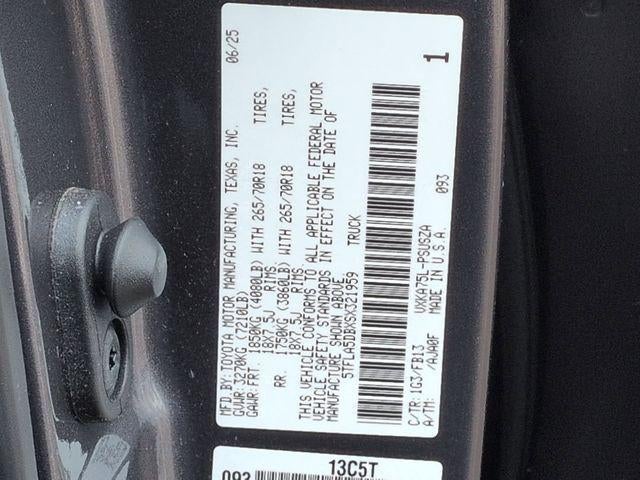 MFD.BY:TOYOTA MOTOR MANUFACTURING, TEXAS, INC. 06/25
GVWR:3270KG (7210LB)
GAWR:FRT. 1850KG (4080LB) WITH 265/70R18 TIRES,
18X7.5J RIMS
RR. 1750KG (3860LB) WITH 265/70R18 TIRES,
18X7.5J RIMS
THIS VEHICLE CONFORMS TO ALL APPLICABLE FEDERAL MOTOR
VEHICLE SAFETY STANDARDS IN EFFECT ON THE DATE OF
MANUFACTURE SHOWN ABOVE.
5TFLA5DBXSX321959 TRUCK
C/TR:1G3/FB13 VXKA75L-PSUSZA 093
A/TM: /AJA0F MADE IN U.S.A. 1
093
13C5T